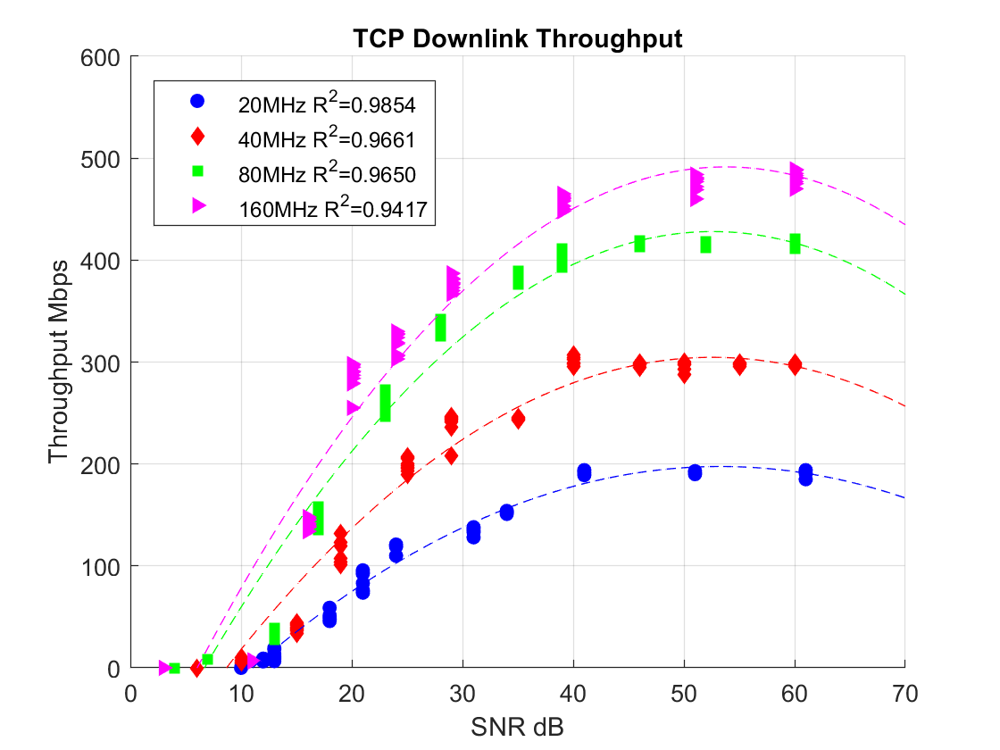 TCP Downlink Throughput
600
500
400
300
200
100
0
Throughput Mbps
20MHz R²=0.9854
40MHz R²=0.9661
80MHz R²=0.9650
160MHz R²=0.9417
0 10 20 30 40 50 60 70
SNR dB